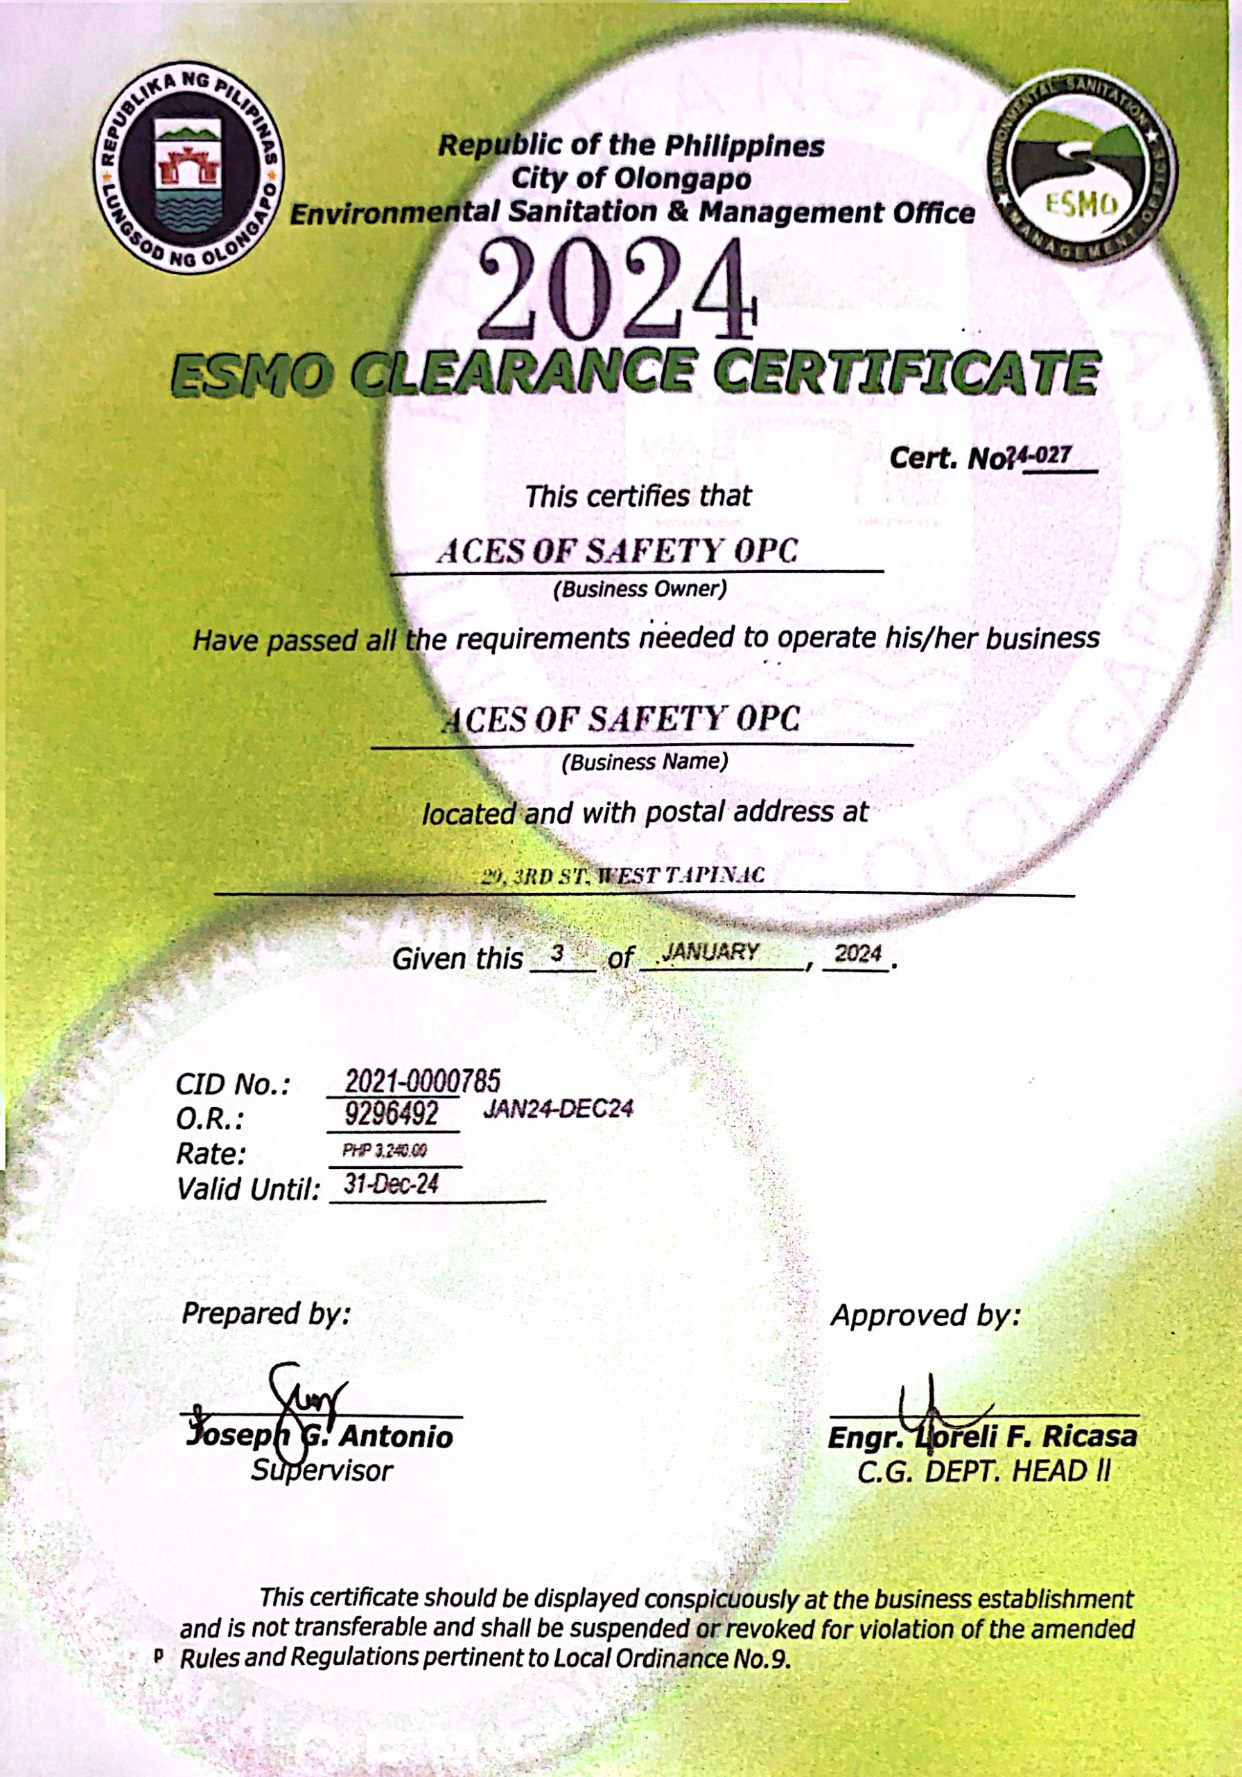 REPUBLIKA NG PILIPINAS
LUNGSOD NG OLONGAPO
ENVIRONMENTAL SANITATION
MANAGEMENT OFFICE
ESMO
Republic of the Philippines
City of Olongapo
Environmental Sanitation & Management Office
2024
ESMO CLEARANCE CERTIFICATE
Cert. No 24-027
This certifies that
ACES OF SAFETY OPC
(Business Owner)
Have passed all the requirements needed to operate his/her business
ACES OF SAFETY OPC
(Business Name)
located and with postal address at
29, 3RD ST, WEST TAPINAC
Given this 3 of JANUARY, 2024.
CID No.: 2021-0000785
O.R.: 9296492 JAN24-DEC24
Rate: PHP 3,240.00
Valid Until: 31-Dec-24
Prepared by: Approved by:
Joseph G. Antonio Engr. Loreli F. Ricasa
Supervisor C.G. DEPT. HEAD II
This certificate should be displayed conspicuously at the business establishment
and is not transferable and shall be suspended or revoked for violation of the amended
P Rules and Regulations pertinent to Local Ordinance No.9.